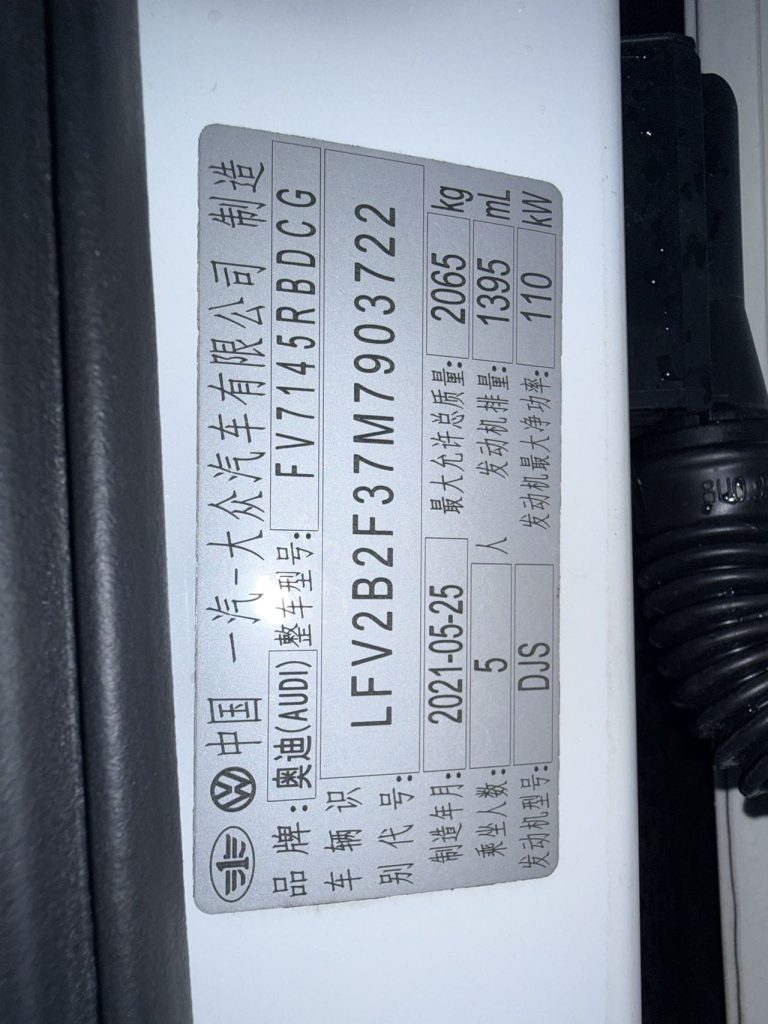 中国 一汽-大众汽车有限公司 制造
品牌: 奥迪(AUDI) 整车型号: FV7145RBDCG
车辆识别代号: LFV2B2F37M7903722
制造年月: 2021-05-25 最大允许总质量: 2065 kg
乘坐人数: 5 人 发动机排量: 1395 mL
发动机型号: DJS 发动机最大净功率: 110 kW